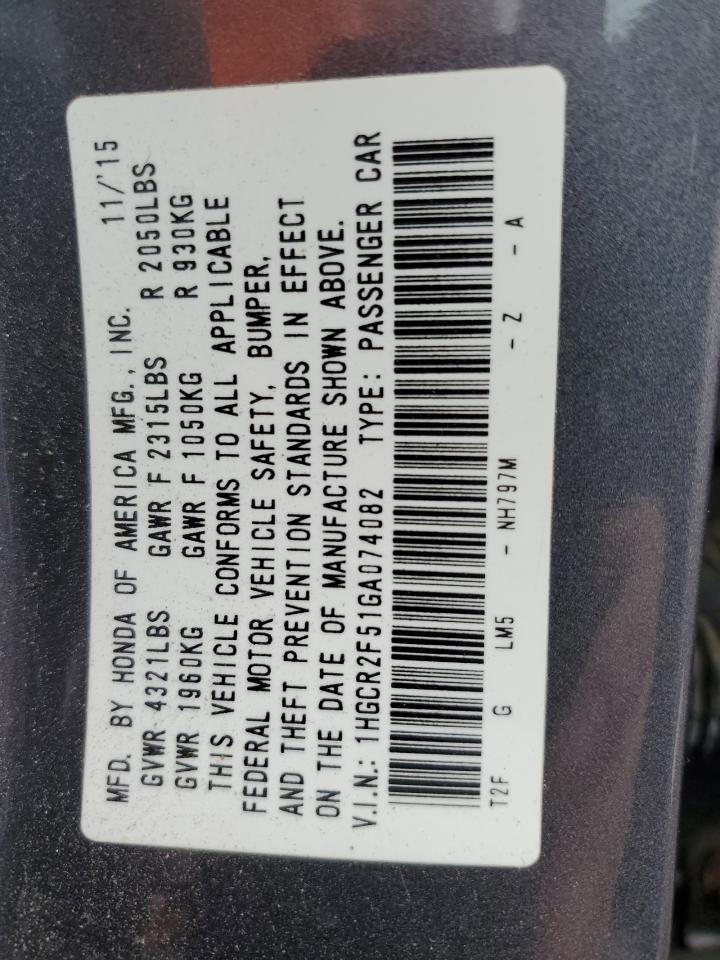 MFD. BY HONDA OF AMERICA MFG., INC. 11/'15
GVWR 4321LBS GAWR F 2315LBS R 2050LBS
GVWR 1960KG GAWR F 1050KG R 930KG
THIS VEHICLE CONFORMS TO ALL APPLICABLE
FEDERAL MOTOR VEHICLE SAFETY, BUMPER,
AND THEFT PREVENTION STANDARDS IN EFFECT
ON THE DATE OF MANUFACTURE SHOWN ABOVE.
V.I.N.: 1HGCR2F51GA074082 TYPE: PASSENGER CAR
T2F G LM5 - NH797M - Z - A